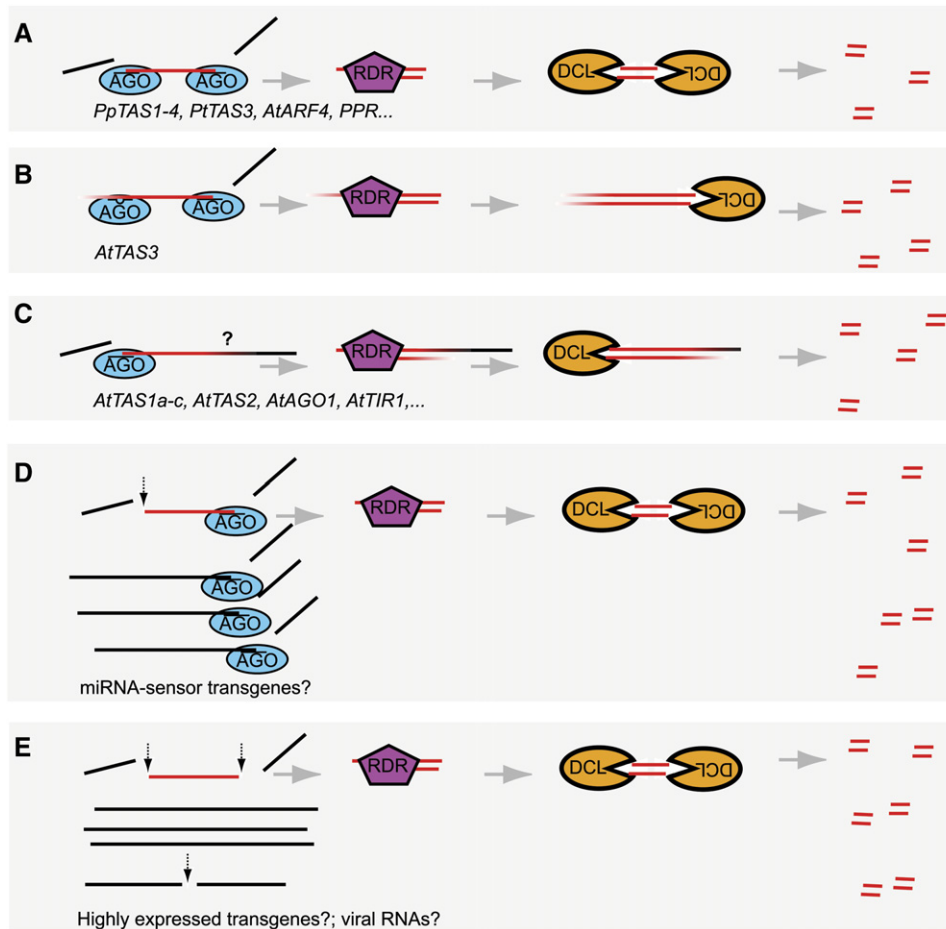 A
AGO AGO RDR DCL DCL
PpTAS1-4, PtTAS3, AtARF4, PPR...
B
AGO AGO RDR DCL
AtTAS3
C
?
AGO RDR DCL
AtTAS1a-c, AtTAS2, AtAGO1, AtTIR1,...
D
AGO RDR DCL DCL
AGO
AGO
AGO
miRNA-sensor transgenes?
E
RDR DCL DCL
Highly expressed transgenes?; viral RNAs?